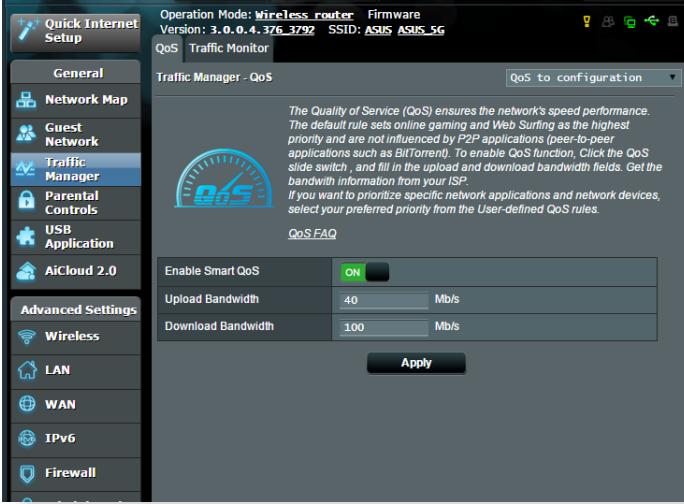 Quick Internet
Setup
Operation Mode: Wireless router Firmware
Version: 3.0.0.4.376_3792 SSID: ASUS ASUS_5G
QoS Traffic Monitor
General
Network Map
Guest
Network
Traffic
Manager
Parental
Controls
USB
Application
AiCloud 2.0
Advanced Settings
Wireless
LAN
WAN
IPv6
Firewall
Traffic Manager - QoS
QoS to configuration
QoS
The Quality of Service (QoS) ensures the network's speed performance.
The default rule sets online gaming and Web Surfing as the highest
priority and are not influenced by P2P applications (peer-to-peer
applications such as BitTorrent). To enable QoS function, Click the QoS
slide switch , and fill in the upload and download bandwidth fields. Get the
bandwith information from your ISP.
If you want to prioritize specific network applications and network devices,
select your preferred priority from the User-defined QoS rules.
QoS FAQ
Enable Smart QoS ON
Upload Bandwidth 40 Mb/s
Download Bandwidth 100 Mb/s
Apply